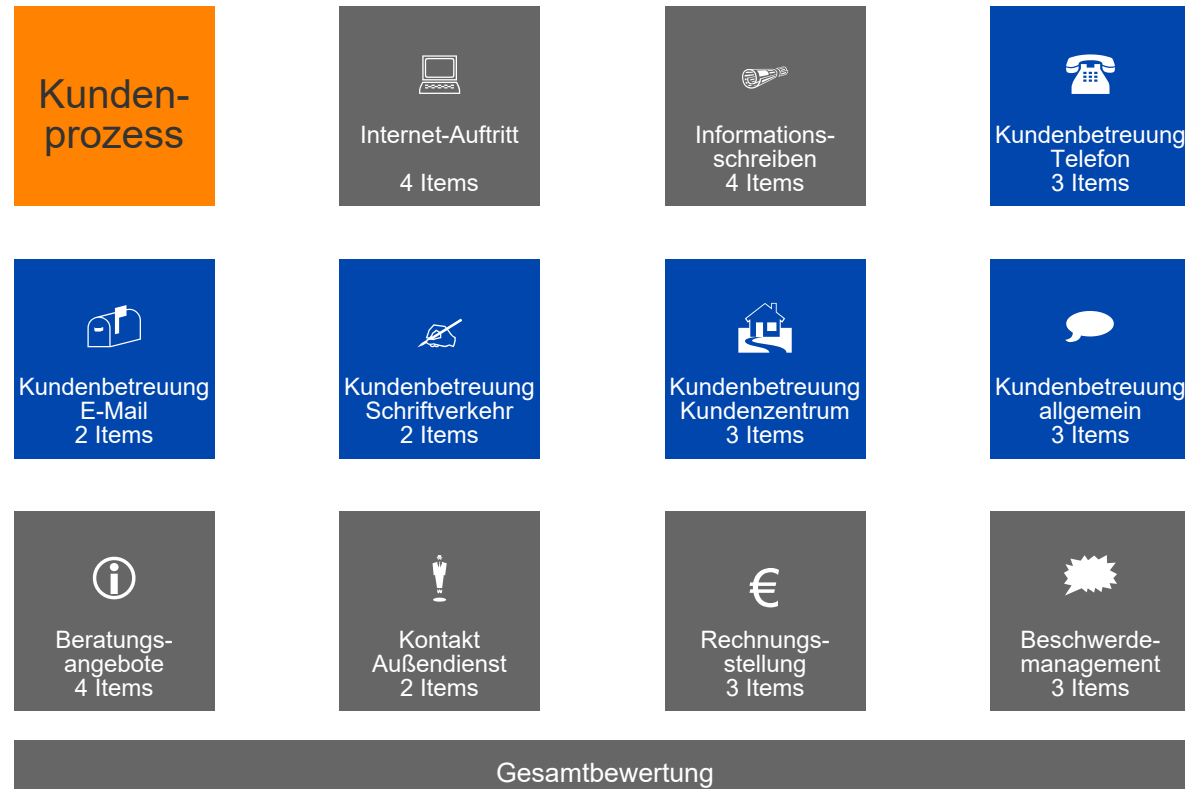 Kunden-
prozess
Internet-Auftritt
4 Items
Informations-
schreiben
4 Items
Kundenbetreuung
Telefon
3 Items
Kundenbetreuung
E-Mail
2 Items
Kundenbetreuung
Schriftverkehr
2 Items
Kundenbetreuung
Kundenzentrum
3 Items
Kundenbetreuung
allgemein
3 Items
Beratungs-
angebote
4 Items
Kontakt
Außendienst
2 Items
€
Rechnungs-
stellung
3 Items
Beschwerde-
management
3 Items
Gesamtbewertung